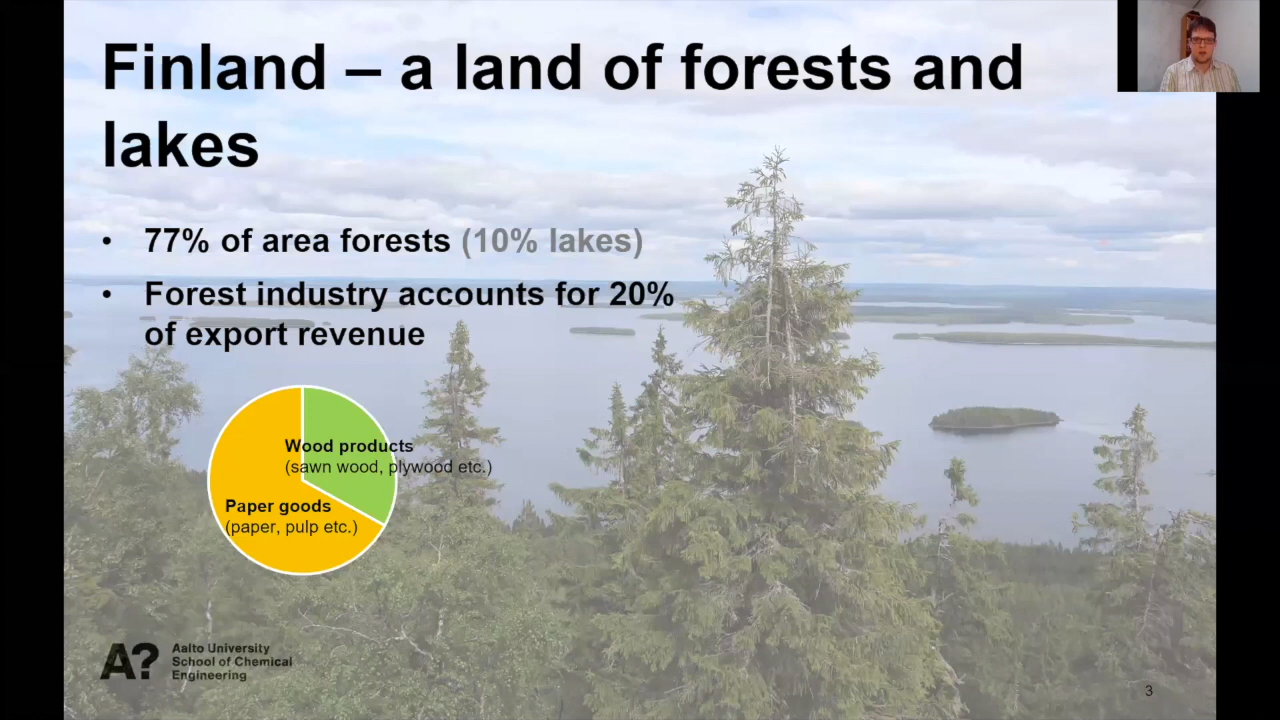 Finland – a land of forests and
lakes
• 77% of area forests (10% lakes)
• Forest industry accounts for 20%
of export revenue
Wood products
(sawn wood, plywood etc.)
Paper goods
(paper, pulp etc.)
A?
Aalto University
School of Chemical
Engineering
3